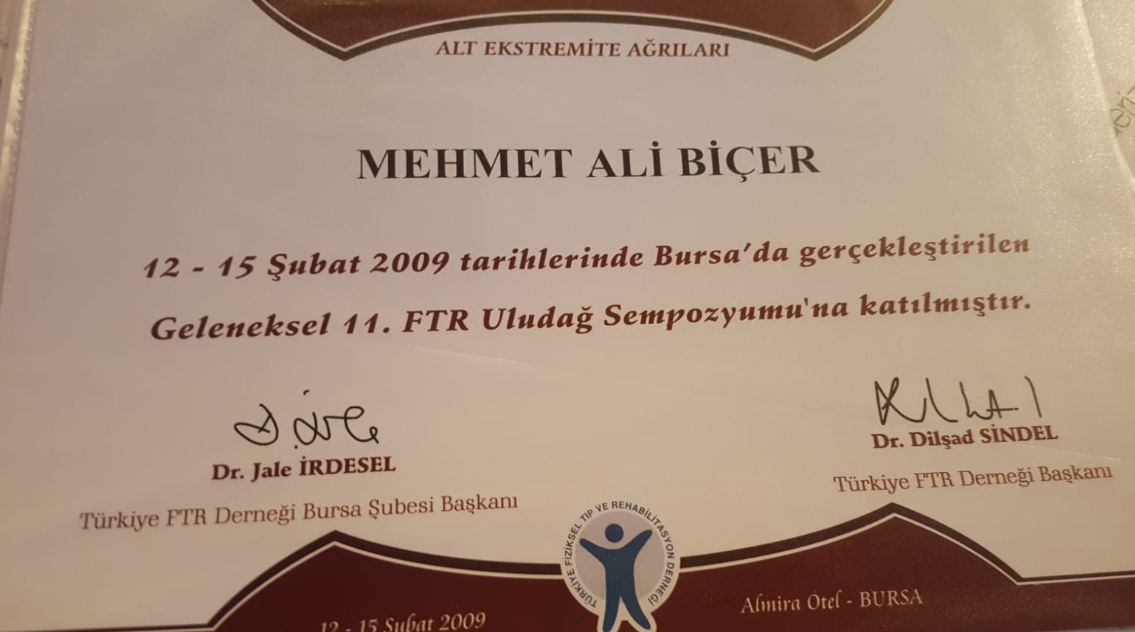 ALT EKSTREMİTE AĞRILARI
MEHMET ALİ BİÇER
12 - 15 Şubat 2009 tarihlerinde Bursa'da gerçekleştirilen
Geleneksel 11. FTR Uludağ Sempozyumu'na katılmıştır.
Dr. Jale İRDESEL
Türkiye FTR Derneği Bursa Şubesi Başkanı
Dr. Dilşad SİNDEL
Türkiye FTR Derneği Başkanı
TÜRKİYE FİZİKSEL TIP VE REHABİLİTASYON DERNEĞİ
12 - 15 Şubat 2009
Almira Otel - BURSA